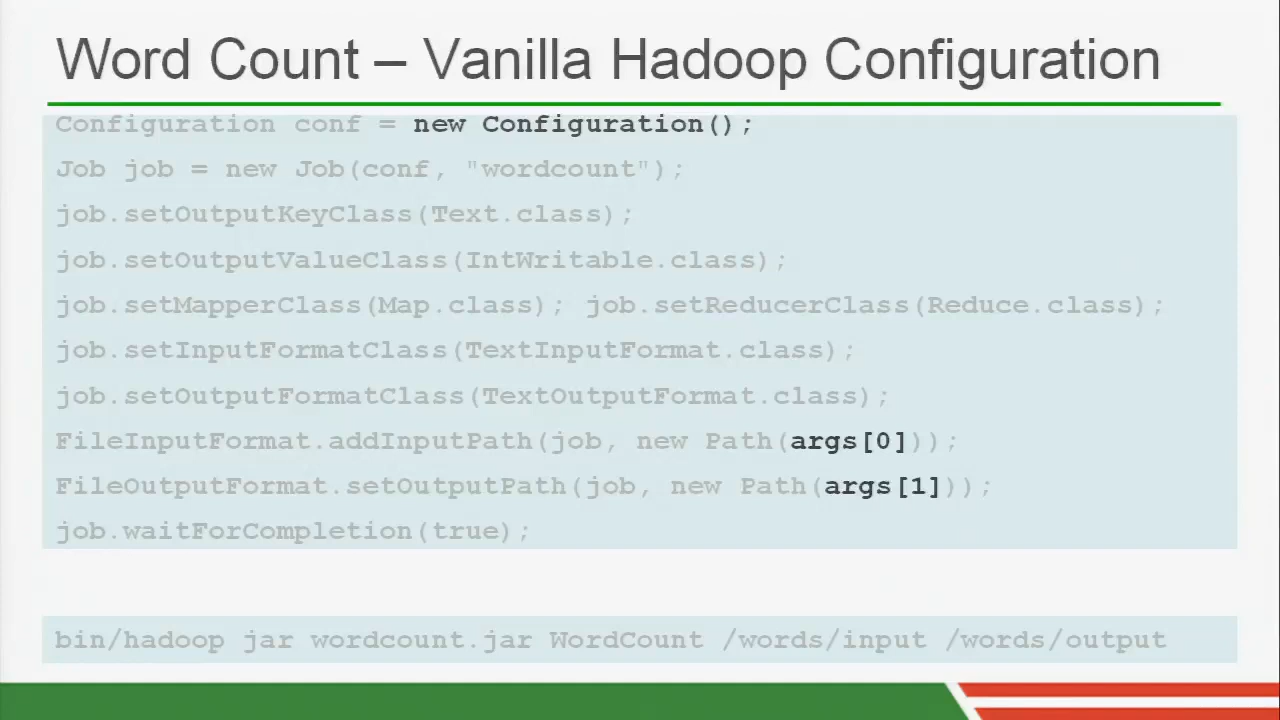 Word Count – Vanilla Hadoop Configuration
Configuration conf = new Configuration();
Job job = new Job(conf, "wordcount");
job.setOutputKeyClass(Text.class);
job.setOutputValueClass(IntWritable.class);
job.setMapperClass(Map.class); job.setReducerClass(Reduce.class);
job.setInputFormatClass(TextInputFormat.class);
job.setOutputFormatClass(TextOutputFormat.class);
FileInputFormat.addInputPath(job, new Path(args[0]));
FileOutputFormat.setOutputPath(job, new Path(args[1]));
job.waitForCompletion(true);
bin/hadoop jar wordcount.jar WordCount /words/input /words/output